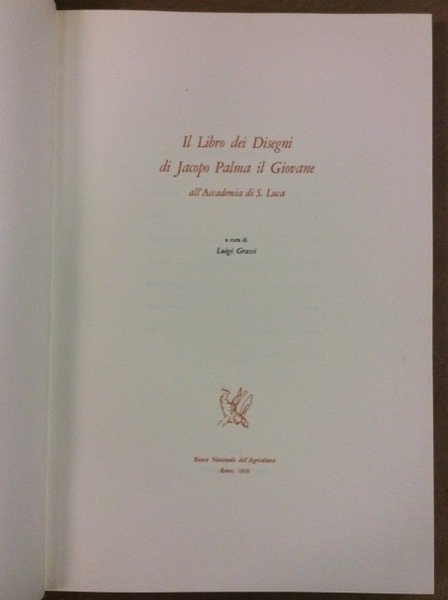 Il Libro dei Disegni
di Jacopo Palma il Giovane
all'Accademia di S. Luca
a cura di
Luigi Grassi
Banca Nazionale dell'Agricoltura
Roma, 1968